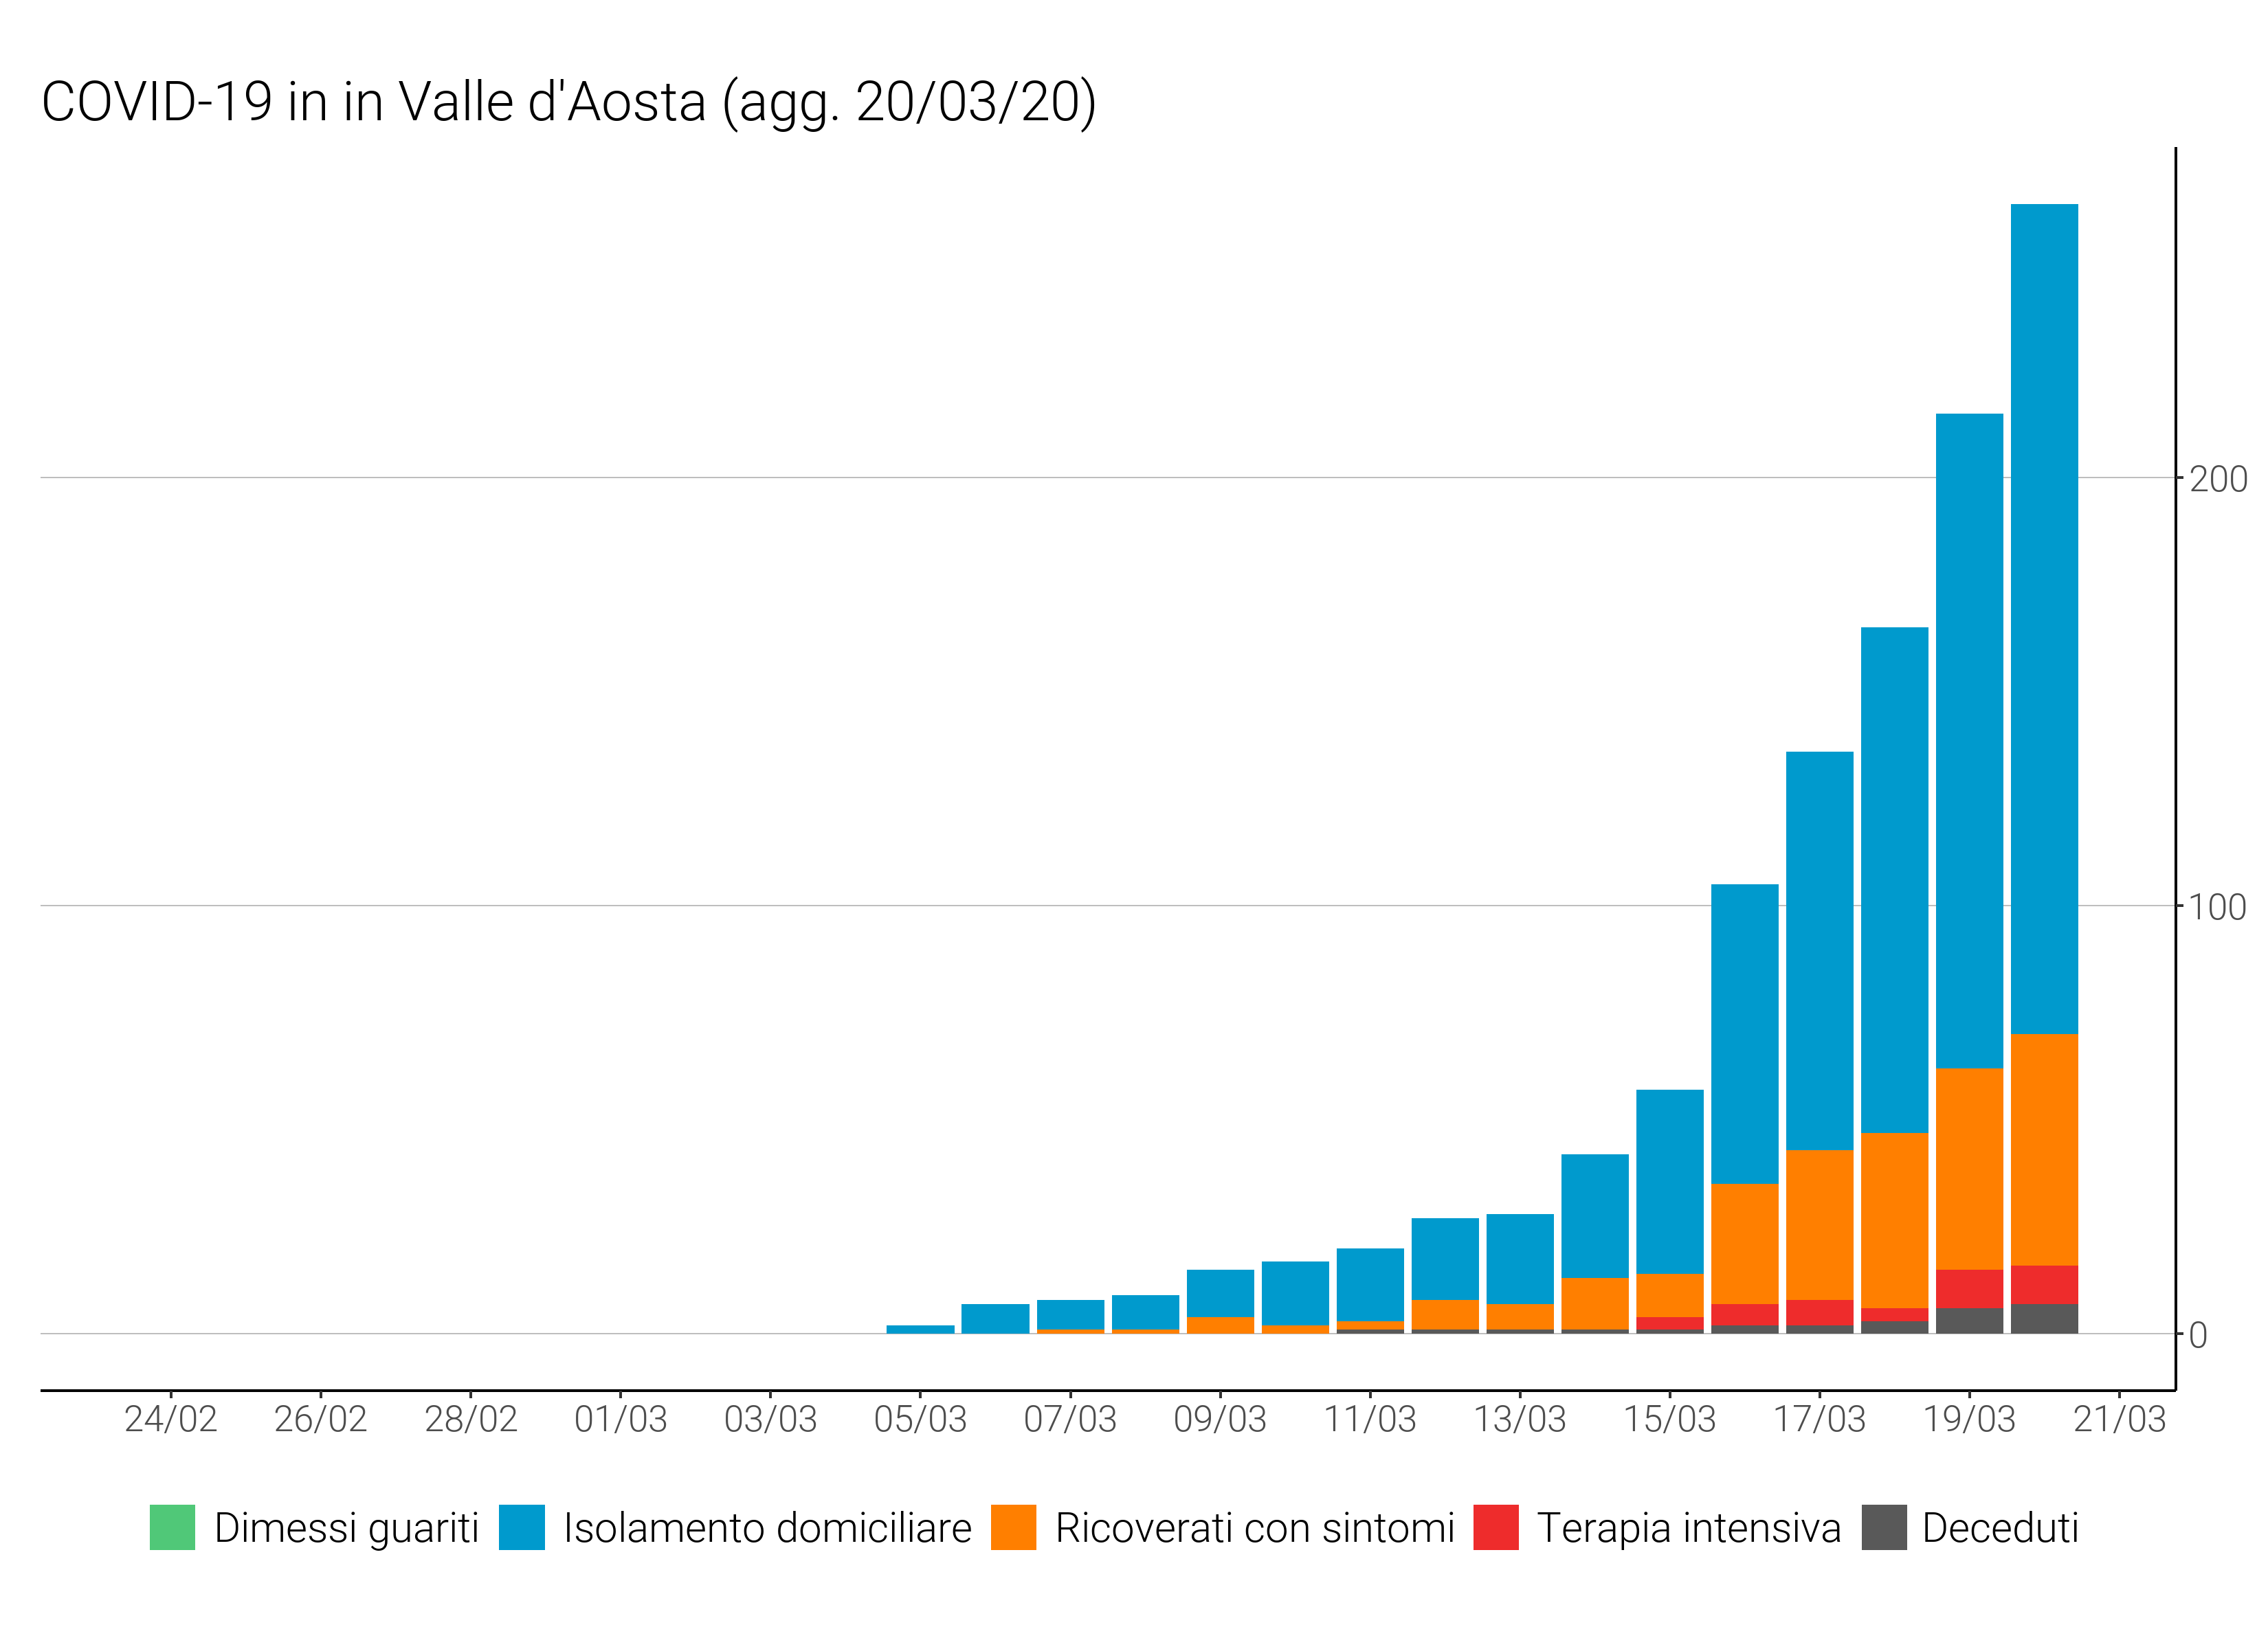 COVID-19 in in Valle d'Aosta (agg. 20/03/20)
200
100
0
24/02 26/02 28/02 01/03 03/03 05/03 07/03 09/03 11/03 13/03 15/03 17/03 19/03 21/03
Dimessi guariti Isolamento domiciliare Ricoverati con sintomi Terapia intensiva Deceduti